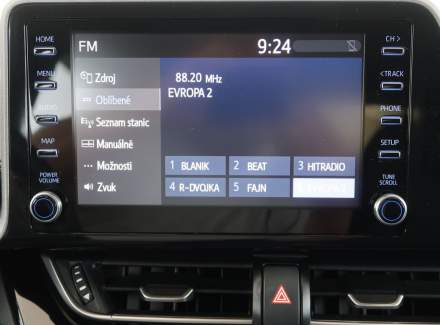 HOME
MENU
AUDIO
MAP
POWER
VOLUME
FM
9:24
Zdroj
Oblíbené
Seznam stanic
Manuálně
Možnosti
Zvuk
88.20 MHz
EVROPA 2
1 BLANIK
2 BEAT
3 HITRADIO
4 R-DVOJKA
5 FAJN
CH >
< TRACK
PHONE
SETUP
TUNE
SCROLL